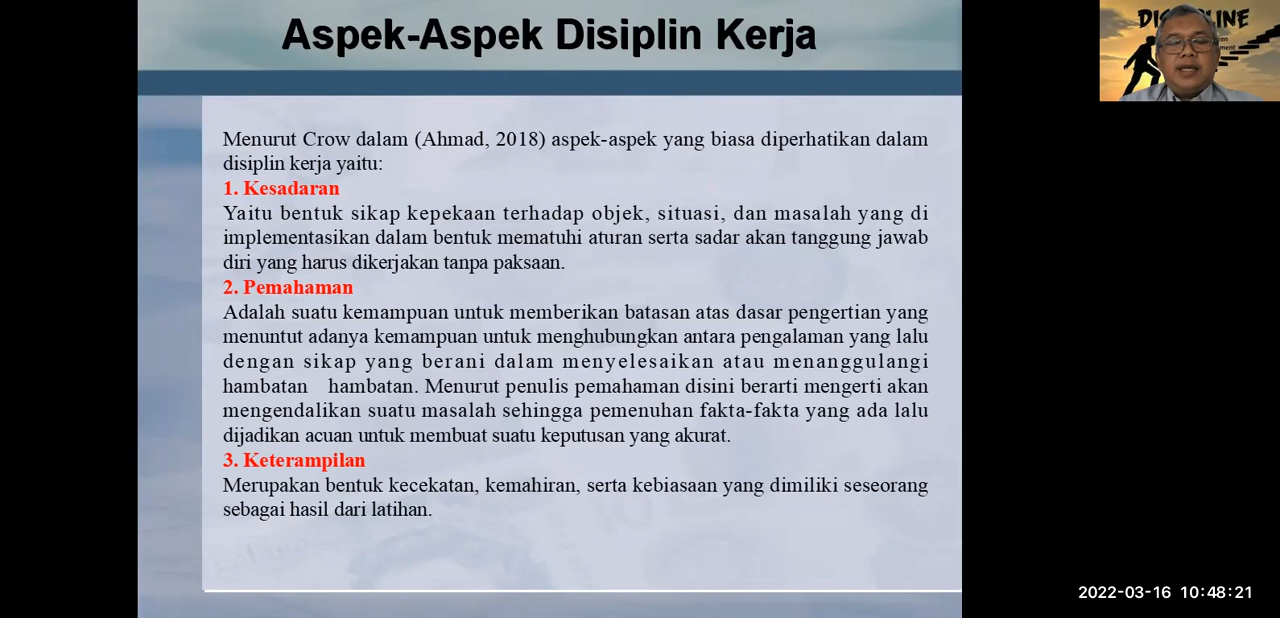 Aspek-Aspek Disiplin Kerja
Menurut Crow dalam (Ahmad, 2018) aspek-aspek yang biasa diperhatikan dalam
disiplin kerja yaitu:
1. Kesadaran
Yaitu bentuk sikap kepekaan terhadap objek, situasi, dan masalah yang di
implementasikan dalam bentuk mematuhi aturan serta sadar akan tanggung jawab
diri yang harus dikerjakan tanpa paksaan.
2. Pemahaman
Adalah suatu kemampuan untuk memberikan batasan atas dasar pengertian yang
menuntut adanya kemampuan untuk menghubungkan antara pengalaman yang lalu
dengan sikap yang berani dalam menyelesaikan atau menanggulangi
hambatan hambatan. Menurut penulis pemahaman disini berarti mengerti akan
mengendalikan suatu masalah sehingga pemenuhan fakta-fakta yang ada lalu
dijadikan acuan untuk membuat suatu keputusan yang akurat.
3. Keterampilan
Merupakan bentuk kecekatan, kemahiran, serta kebiasaan yang dimiliki seseorang
sebagai hasil dari latihan.
2022-03-16 10:48:21